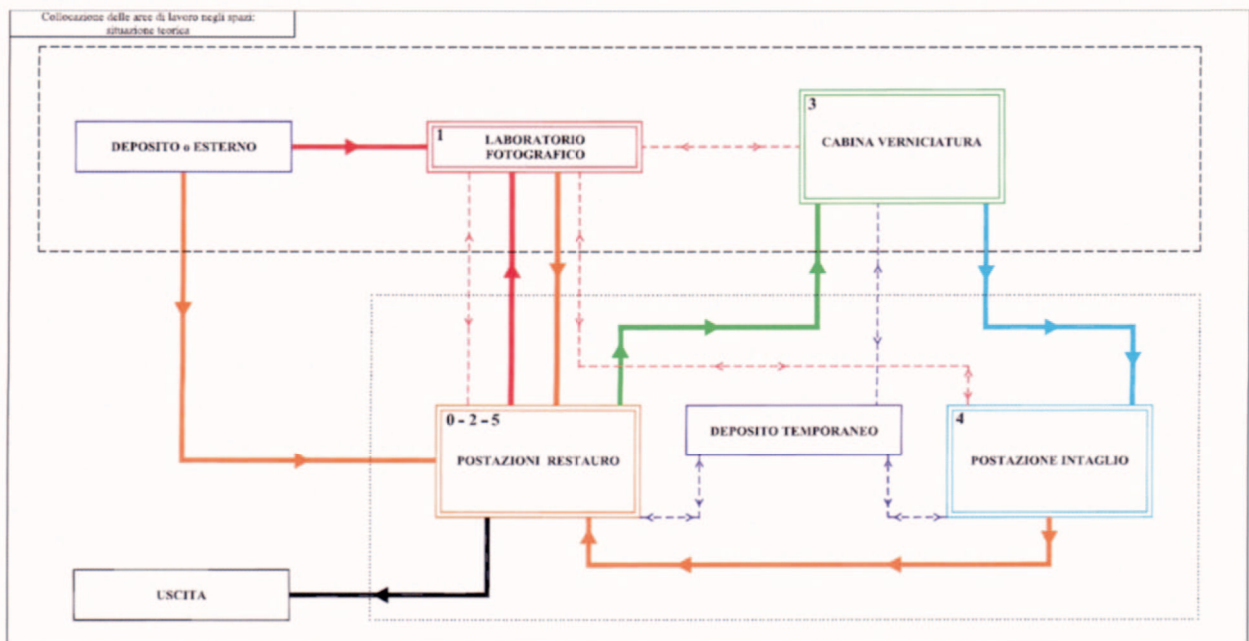 Collocazione delle aree di lavoro negli spazi:
situazione teorica
3
1
DEPOSITO o ESTERNO
LABORATORIO
FOTOGRAFICO
CABINA VERNICIATURA
0 - 2 - 5
4
DEPOSITO TEMPORANEO
POSTAZIONI RESTAURO
POSTAZIONE INTAGLIO
USCITA